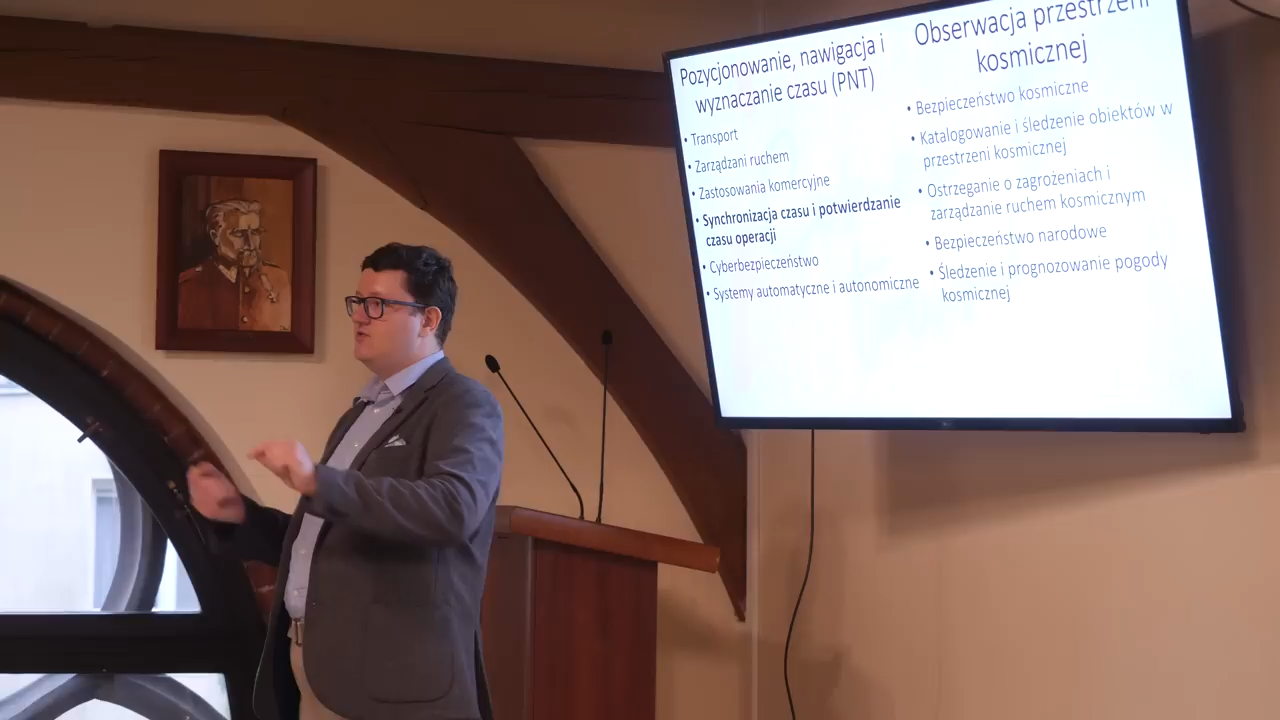 Pozycjonowanie, nawigacja i
wyznaczanie czasu (PNT)
• Transport
• Zarządzani ruchem
• Zastosowania komercyjne
• Synchronizacja czasu i potwierdzanie
czasu operacji
• Cyberbezpieczeństwo
• Systemy automatyczne i autonomiczne
Obserwacja przestrzeni
kosmicznej
• Bezpieczeństwo kosmiczne
• Katalogowanie i śledzenie obiektów w
przestrzeni kosmicznej
• Ostrzeganie o zagrożeniach i
zarządzanie ruchem kosmicznym
• Bezpieczeństwo narodowe
• Śledzenie i prognozowanie pogody
kosmicznej